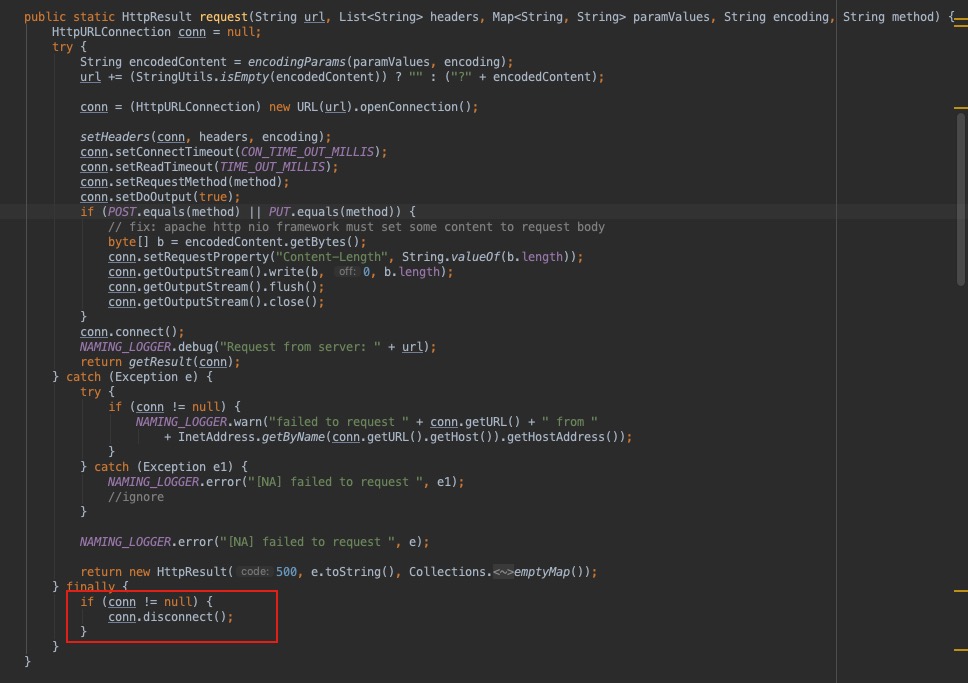 public static HttpResult request(String url, List<String> headers, Map<String, String> paramValues, String encoding, String method) {
HttpURLConnection conn = null;
try {
String encodedContent = encodingParams(paramValues, encoding);
url += (StringUtils.isEmpty(encodedContent)) ? "" : ("?" + encodedContent);
conn = (HttpURLConnection) new URL(url).openConnection();
setHeaders(conn, headers, encoding);
conn.setConnectTimeout(CON_TIME_OUT_MILLIS);
conn.setReadTimeout(TIME_OUT_MILLIS);
conn.setRequestMethod(method);
conn.setDoOutput(true);
if (POST.equals(method) || PUT.equals(method)) {
// fix: apache http nio framework must set some content to request body
byte[] b = encodedContent.getBytes();
conn.setRequestProperty("Content-Length", String.valueOf(b.length));
conn.getOutputStream().write(b, off: 0, b.length);
conn.getOutputStream().flush();
conn.getOutputStream().close();
}
conn.connect();
NAMING_LOGGER.debug("Request from server: " + url);
return getResult(conn);
} catch (Exception e) {
try {
if (conn != null) {
NAMING_LOGGER.warn("failed to request " + conn.getURL() + " from "
+ InetAddress.getByName(conn.getURL().getHost()).getHostAddress());
}
} catch (Exception e1) {
NAMING_LOGGER.error("[NA] failed to request ", e1);
//ignore
}
NAMING_LOGGER.error("[NA] failed to request ", e);
return new HttpResult( code: 500, e.toString(), Collections.<~>emptyMap());
} finally {
if (conn != null) {
conn.disconnect();
}
}
}